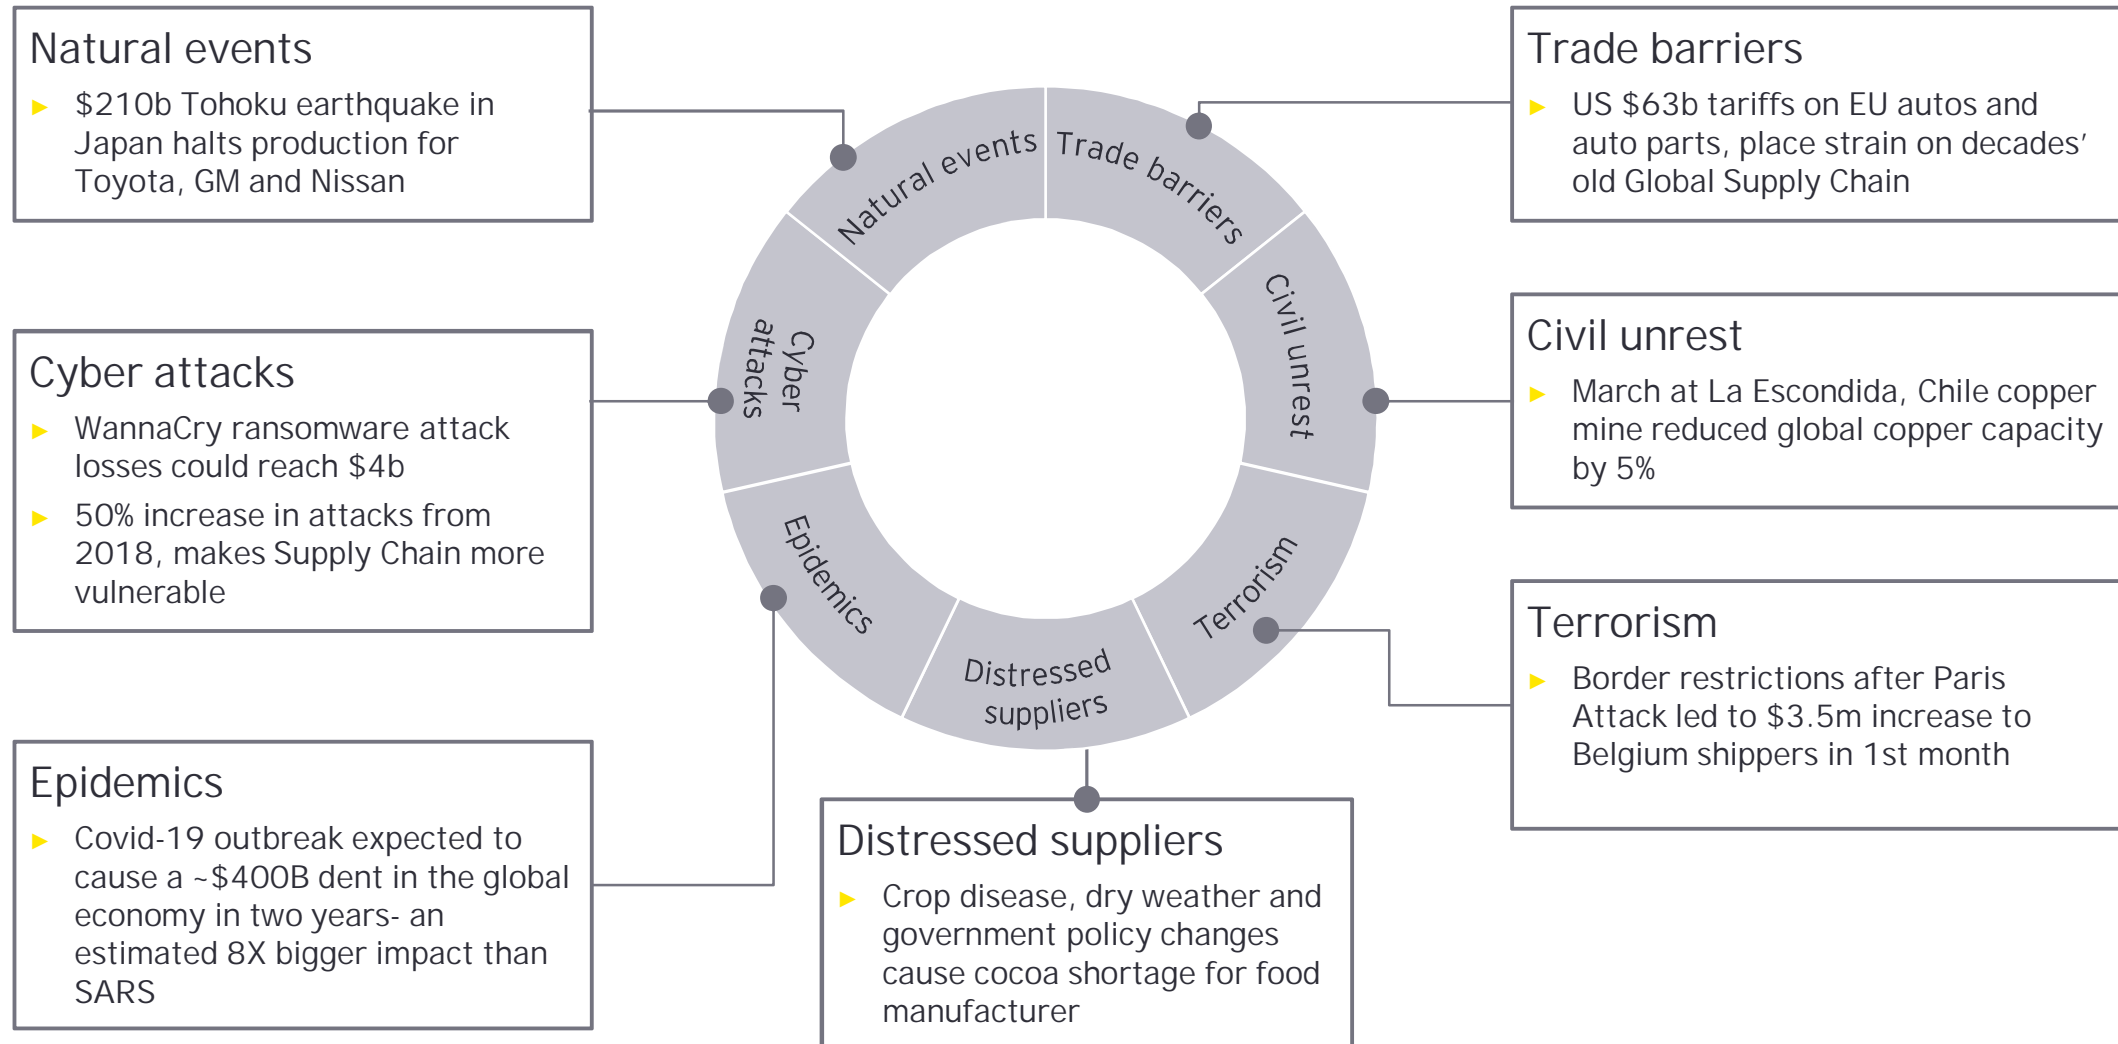 Natural events
► $210b Tohoku earthquake in
Japan halts production for
Toyota, GM and Nissan
Cyber attacks
► WannaCry ransomware attack
losses could reach $4b
► 50% increase in attacks from
2018, makes Supply Chain more
vulnerable
Epidemics
► Covid-19 outbreak expected to
cause a ~$400B dent in the global
economy in two years- an
estimated 8X bigger impact than
SARS
Natural events
Trade barriers
Civil unrest
Terrorism
Distressed
suppliers
Epidemics
Cyber
attacks
Distressed suppliers
► Crop disease, dry weather and
government policy changes
cause cocoa shortage for food
manufacturer
Trade barriers
► US $63b tariffs on EU autos and
auto parts, place strain on decades’
old Global Supply Chain
Civil unrest
► March at La Escondida, Chile copper
mine reduced global copper capacity
by 5%
Terrorism
► Border restrictions after Paris
Attack led to $3.5m increase to
Belgium shippers in 1st month